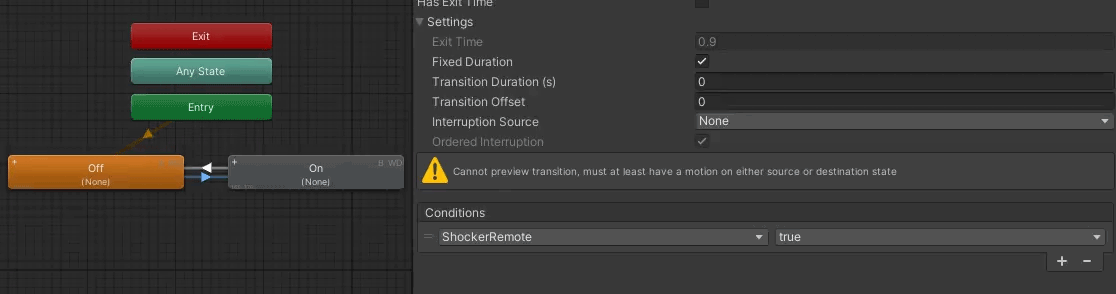 Exit
Any State
Entry
Off
(None)
On
(None)
B WD
Has Exit Time
Settings
Exit Time 0.9
Fixed Duration
Transition Duration (s) 0
Transition Offset 0
Interruption Source None
Ordered Interruption
Cannot preview transition, must at least have a motion on either source or destination state
Conditions
ShockerRemote true